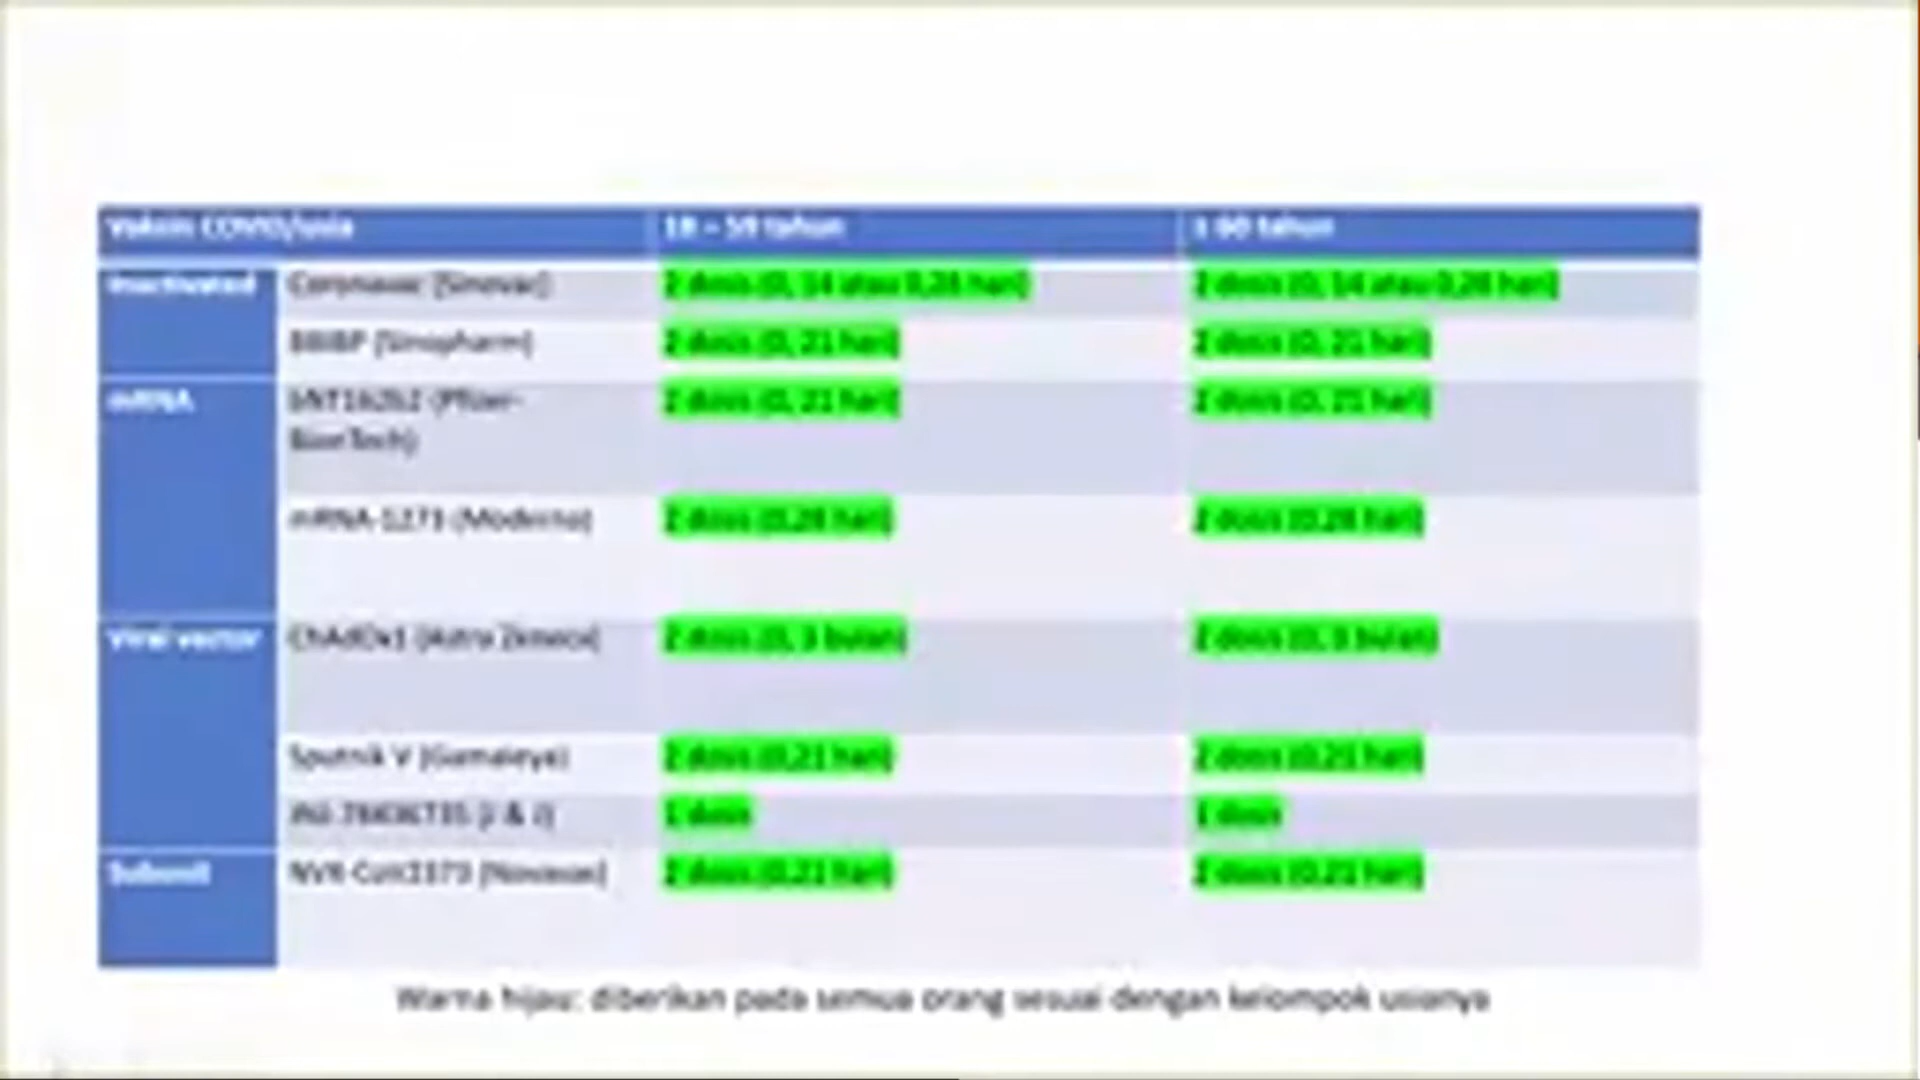 Vaksin COVID/usia 18 – 59 tahun ≥ 60 tahun
Inactivated Coronavac (Sinovac) 2 dosis (0, 14 atau 0,28 hari) 2 dosis (0, 14 atau 0,28 hari)
BBIBP (Sinopharm) 2 dosis (0, 21 hari) 2 dosis (0, 21 hari)
mRNA bNT162b2 (Pfizer- 2 dosis (0, 21 hari) 2 dosis (0, 21 hari)
BionTech)
mRNA-1273 (Moderna) 2 dosis (0,28 hari) 2 dosis (0,28 hari)
Viral vector ChAdOx1 (Astra Zeneca) 2 dosis (0, 3 bulan) 2 dosis (0, 3 bulan)
Sputnik V (Gamaleya) 2 dosis (0,21 hari) 2 dosis (0,21 hari)
(J & J) 1 dosis 1 dosis
Subunit (Novavax) 2 dosis (0,21 hari) 2 dosis (0,21 hari)
Warna hijau: diberikan pada semua orang sesuai dengan kelompok usianya